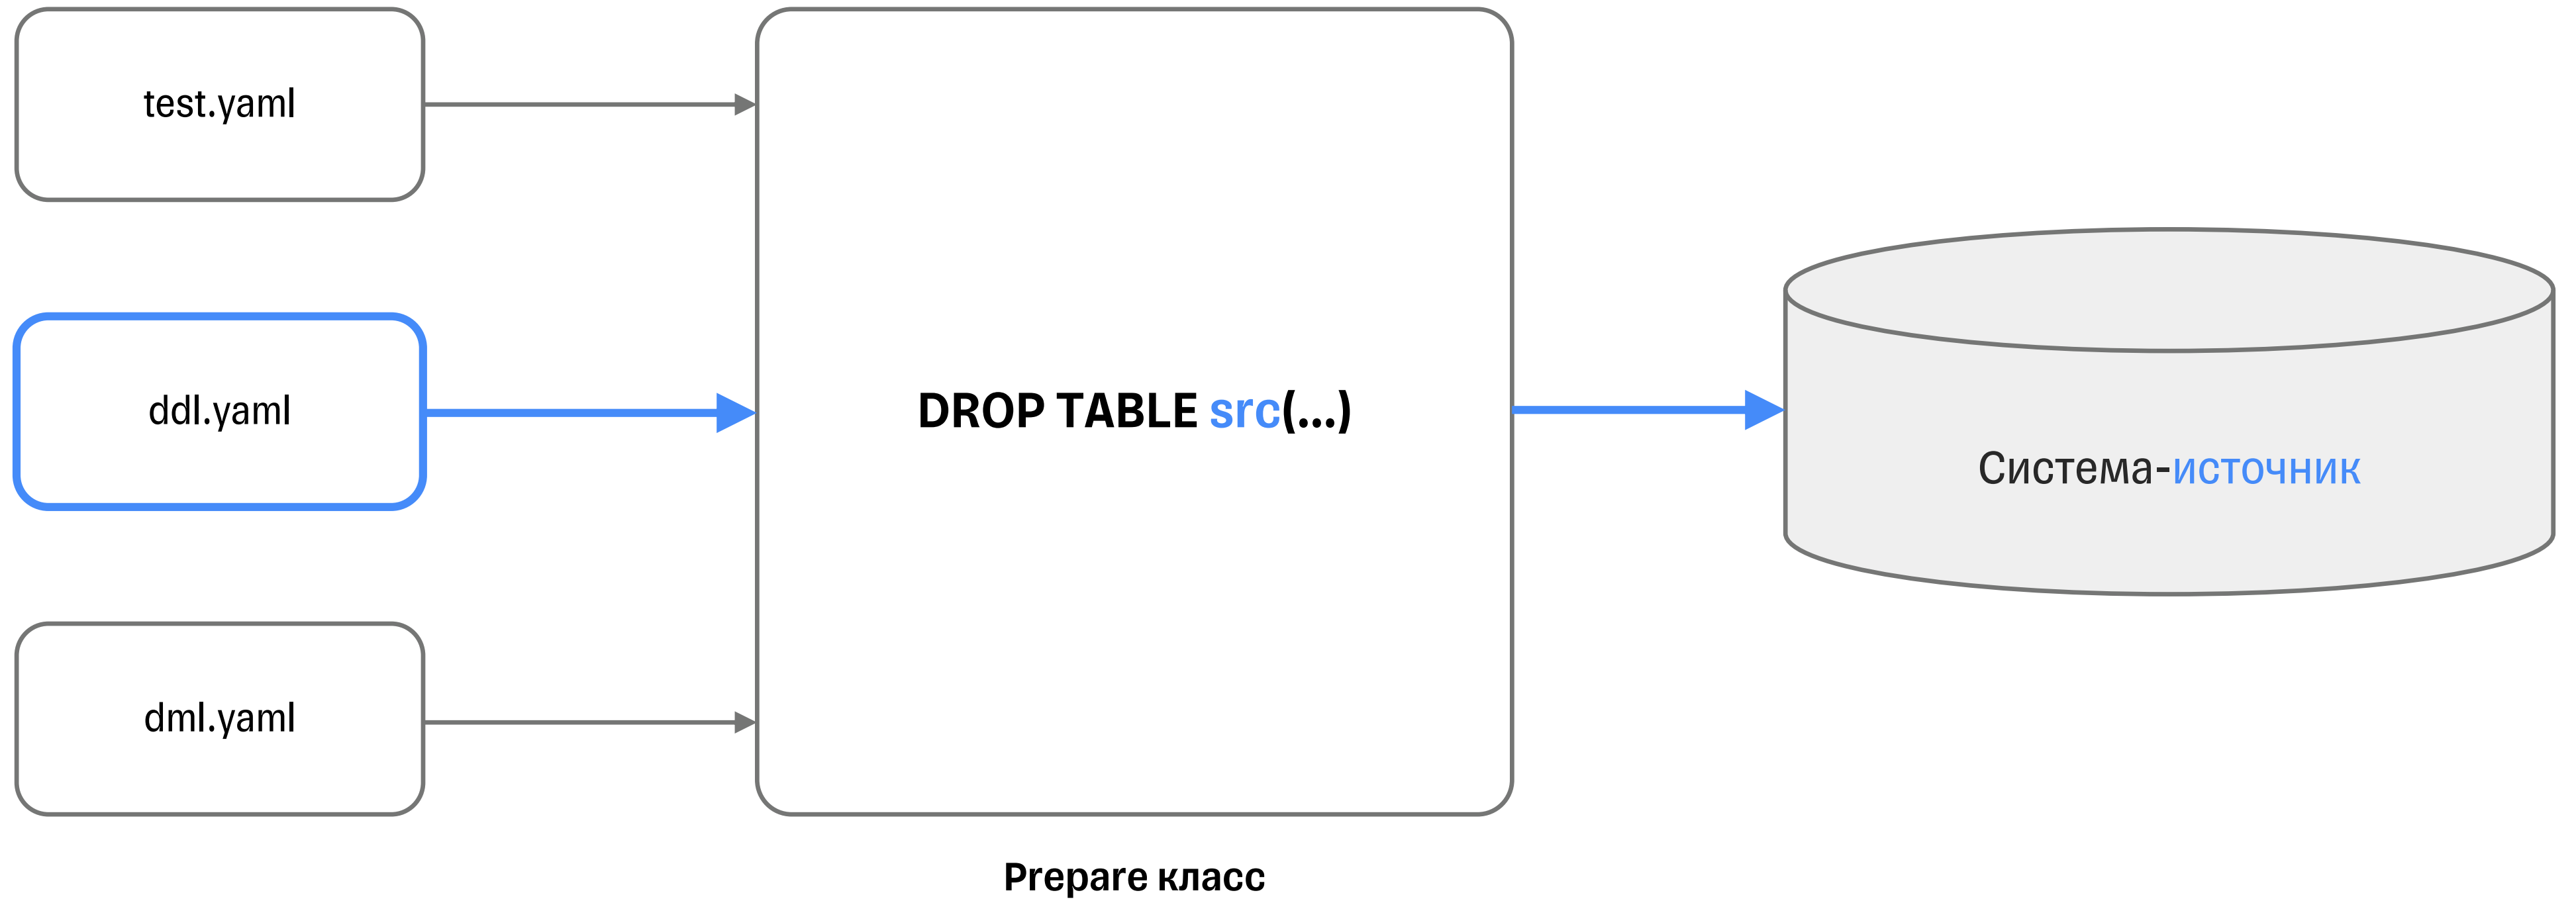 test.yaml
ddl.yaml
dml.yaml
DROP TABLE src(...)
Prepare класс
Система-источник